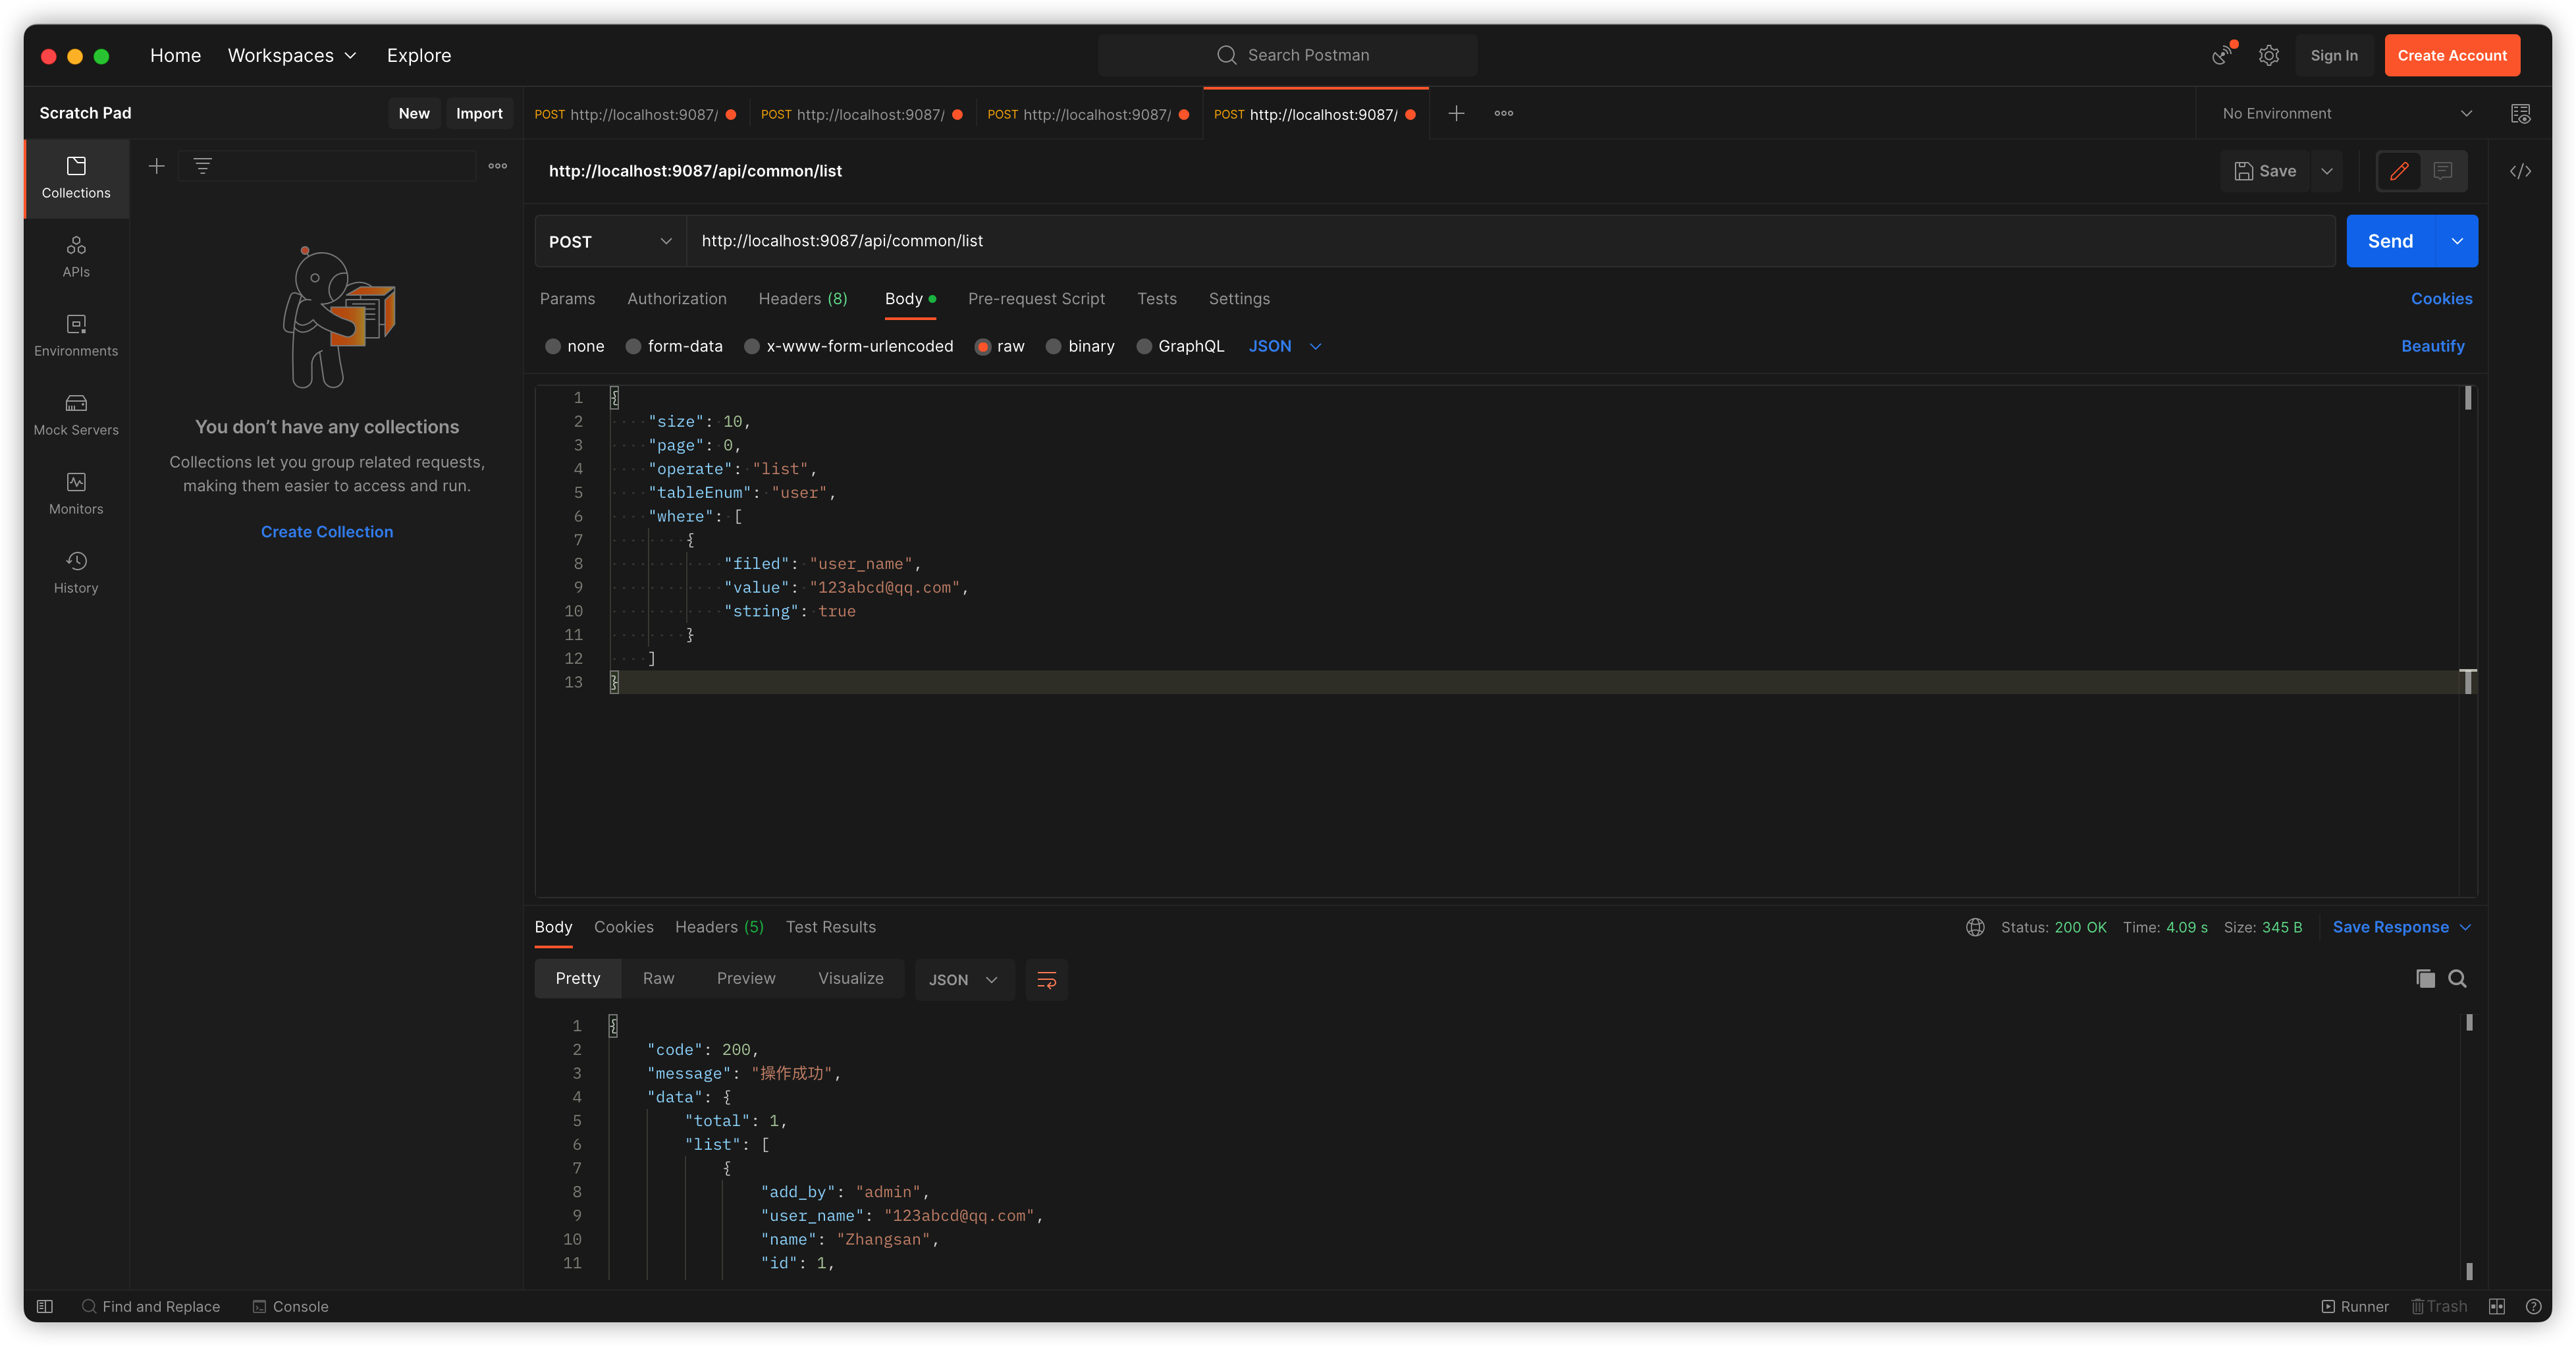 Home Workspaces Explore Search Postman Sign In Create Account
Scratch Pad New Import POST http://localhost:9087/ POST http://localhost:9087/ POST http://localhost:9087/ POST http://localhost:9087/ No Environment
http://localhost:9087/api/common/list Save
POST http://localhost:9087/api/common/list Send
Params Authorization Headers (8) Body Pre-request Script Tests Settings Cookies
none form-data x-www-form-urlencoded raw binary GraphQL JSON Beautify
Collections
APIs
Environments
Mock Servers
Monitors
History
You don’t have any collections
Collections let you group related requests,
making them easier to access and run.
Create Collection
1 {
2 "size": 10,
3 "page": 0,
4 "operate": "list",
5 "tableEnum": "user",
6 "where": [
7 {
8 "filed": "user_name",
9 "value": "123abcd@qq.com",
10 "string": true
11 }
12 ]
13 }
Body Cookies Headers (5) Test Results Status: 200 OK Time: 4.09 s Size: 345 B Save Response
Pretty Raw Preview Visualize JSON
1 {
2 "code": 200,
3 "message": "操作成功",
4 "data": {
5 "total": 1,
6 "list": [
7 {
8 "add_by": "admin",
9 "user_name": "123abcd@qq.com",
10 "name": "Zhangsan",
11 "id": 1,
Find and Replace Console Runner Trash